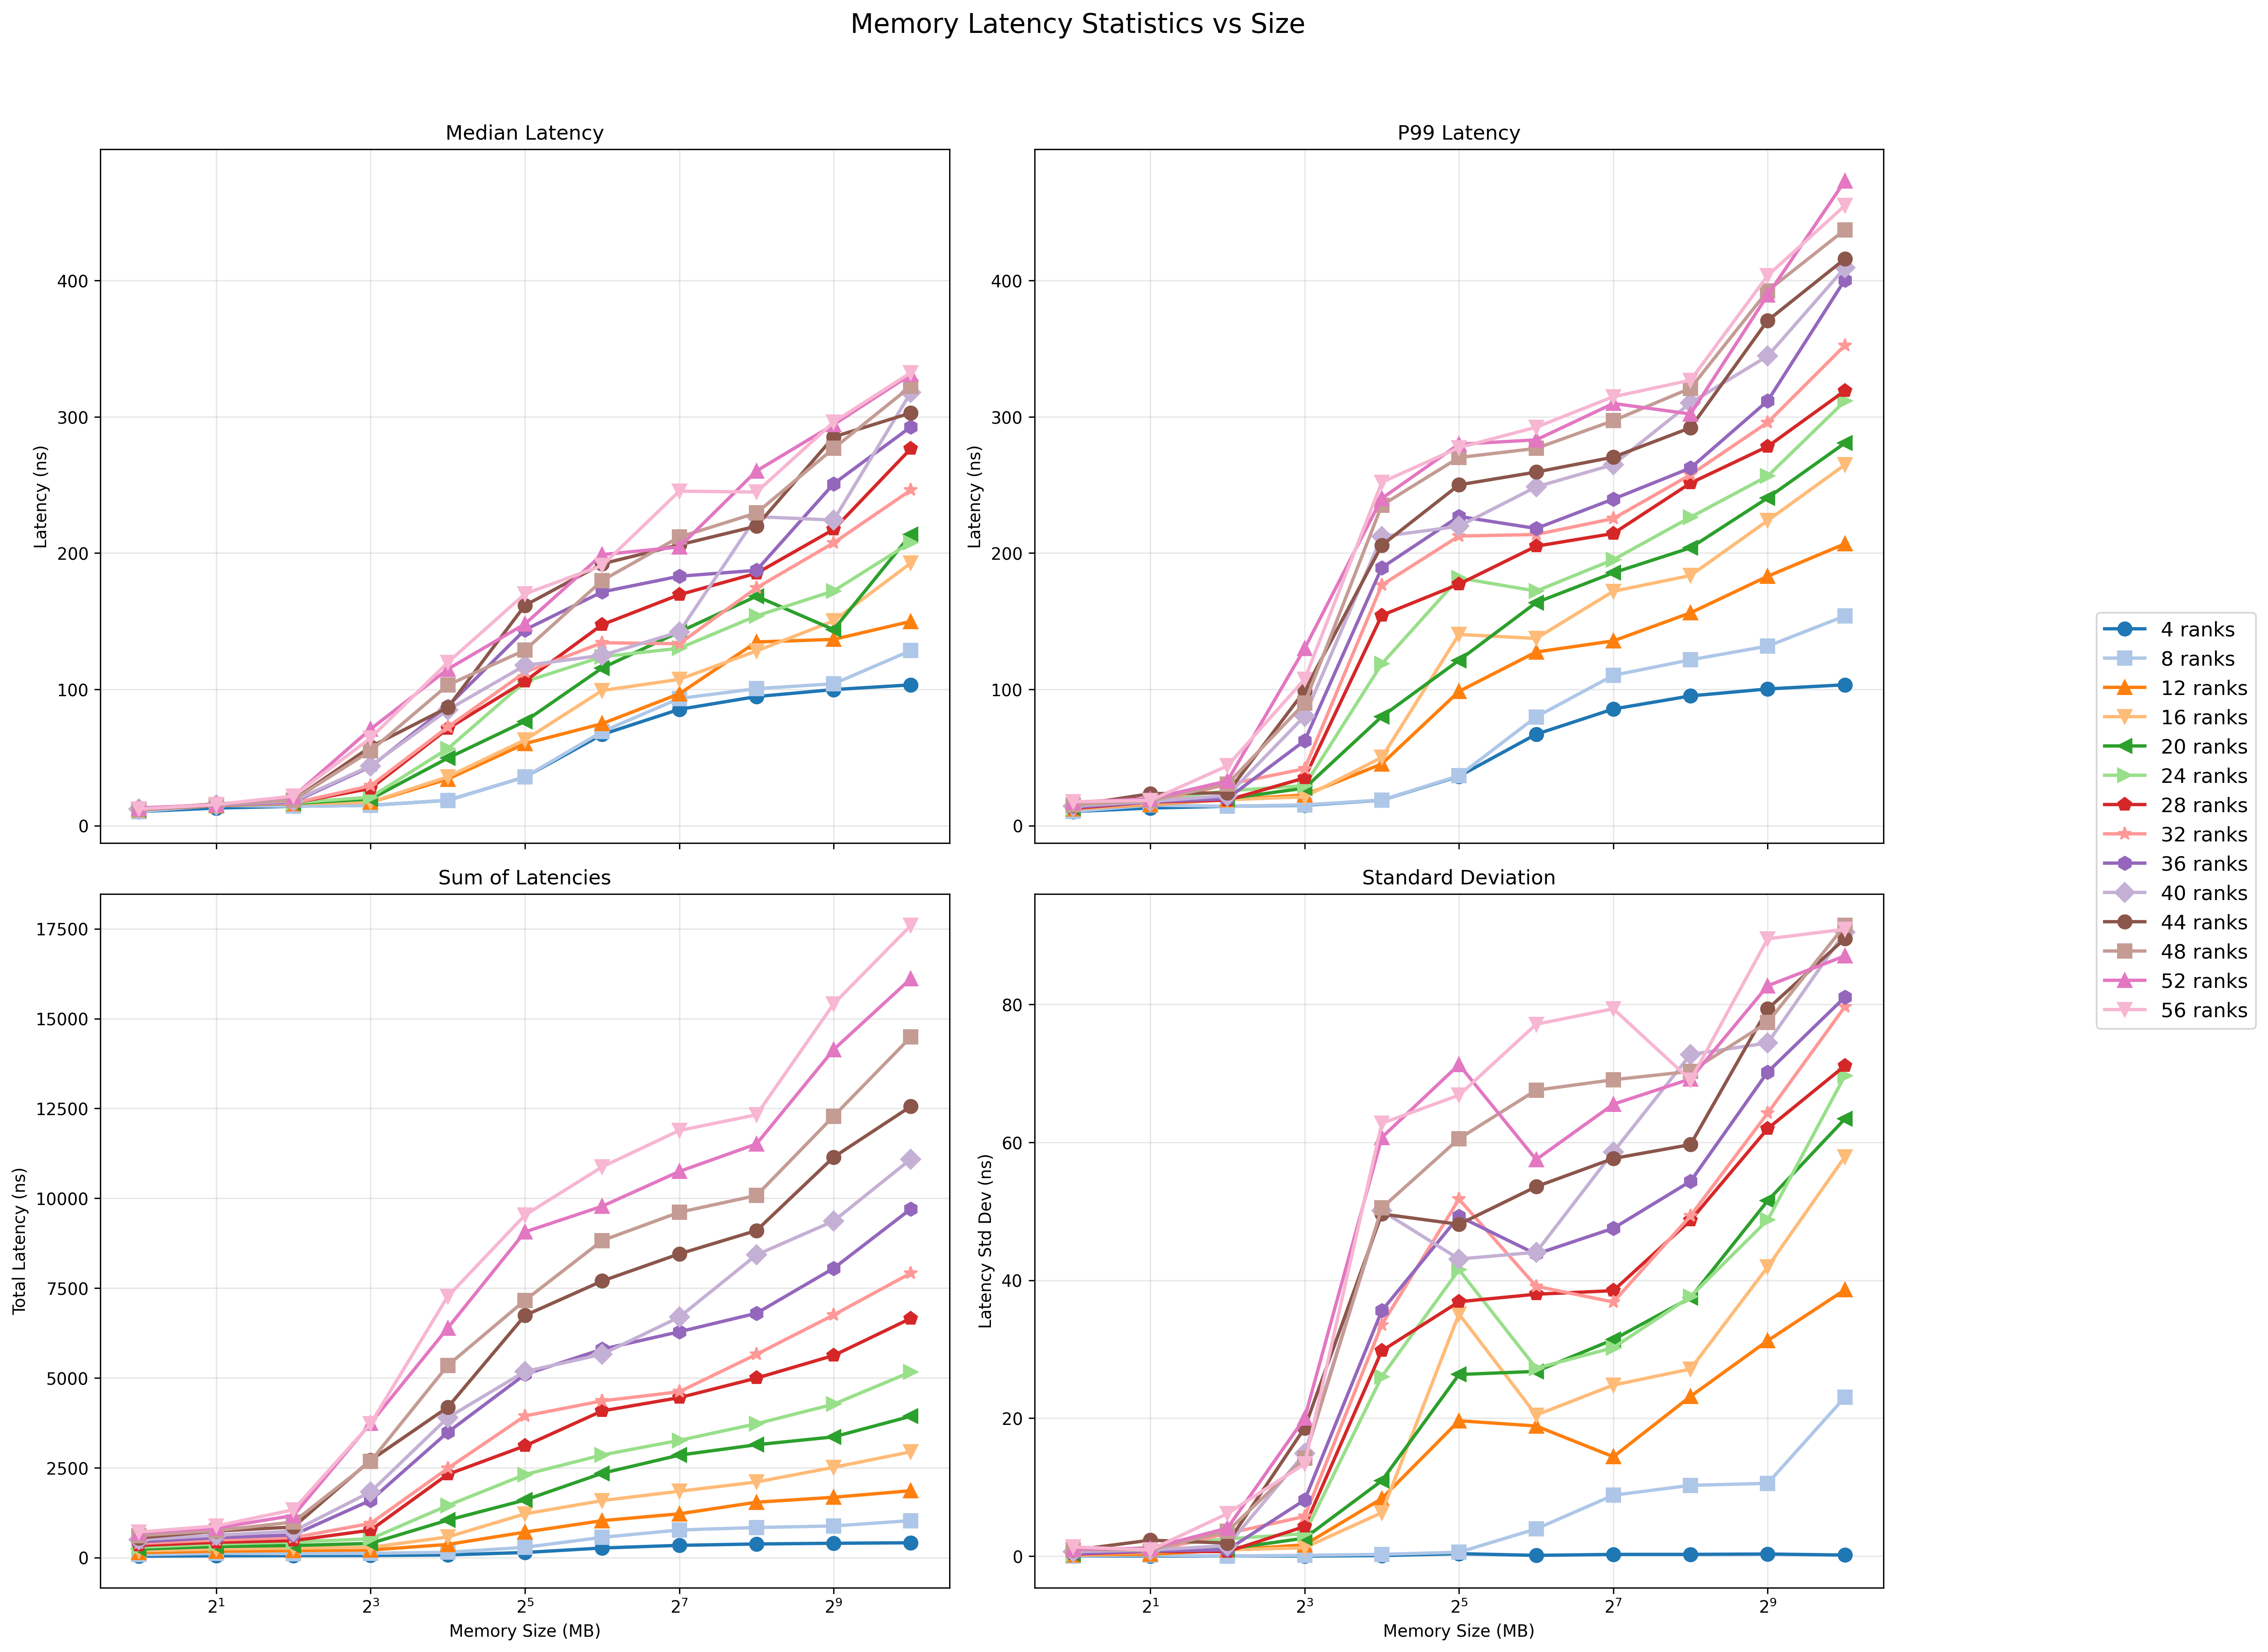 Memory Latency Statistics vs Size
Median Latency
Latency (ns)
400
300
200
100
0
P99 Latency
Latency (ns)
400
300
200
100
0
4 ranks
8 ranks
12 ranks
16 ranks
20 ranks
24 ranks
28 ranks
32 ranks
36 ranks
40 ranks
44 ranks
48 ranks
52 ranks
56 ranks
Sum of Latencies
Total Latency (ns)
17500
15000
12500
10000
7500
5000
2500
0
2¹ 2³ 2⁵ 2⁷ 2⁹
Memory Size (MB)
Standard Deviation
Latency Std Dev (ns)
80
60
40
20
0
2¹ 2³ 2⁵ 2⁷ 2⁹
Memory Size (MB)